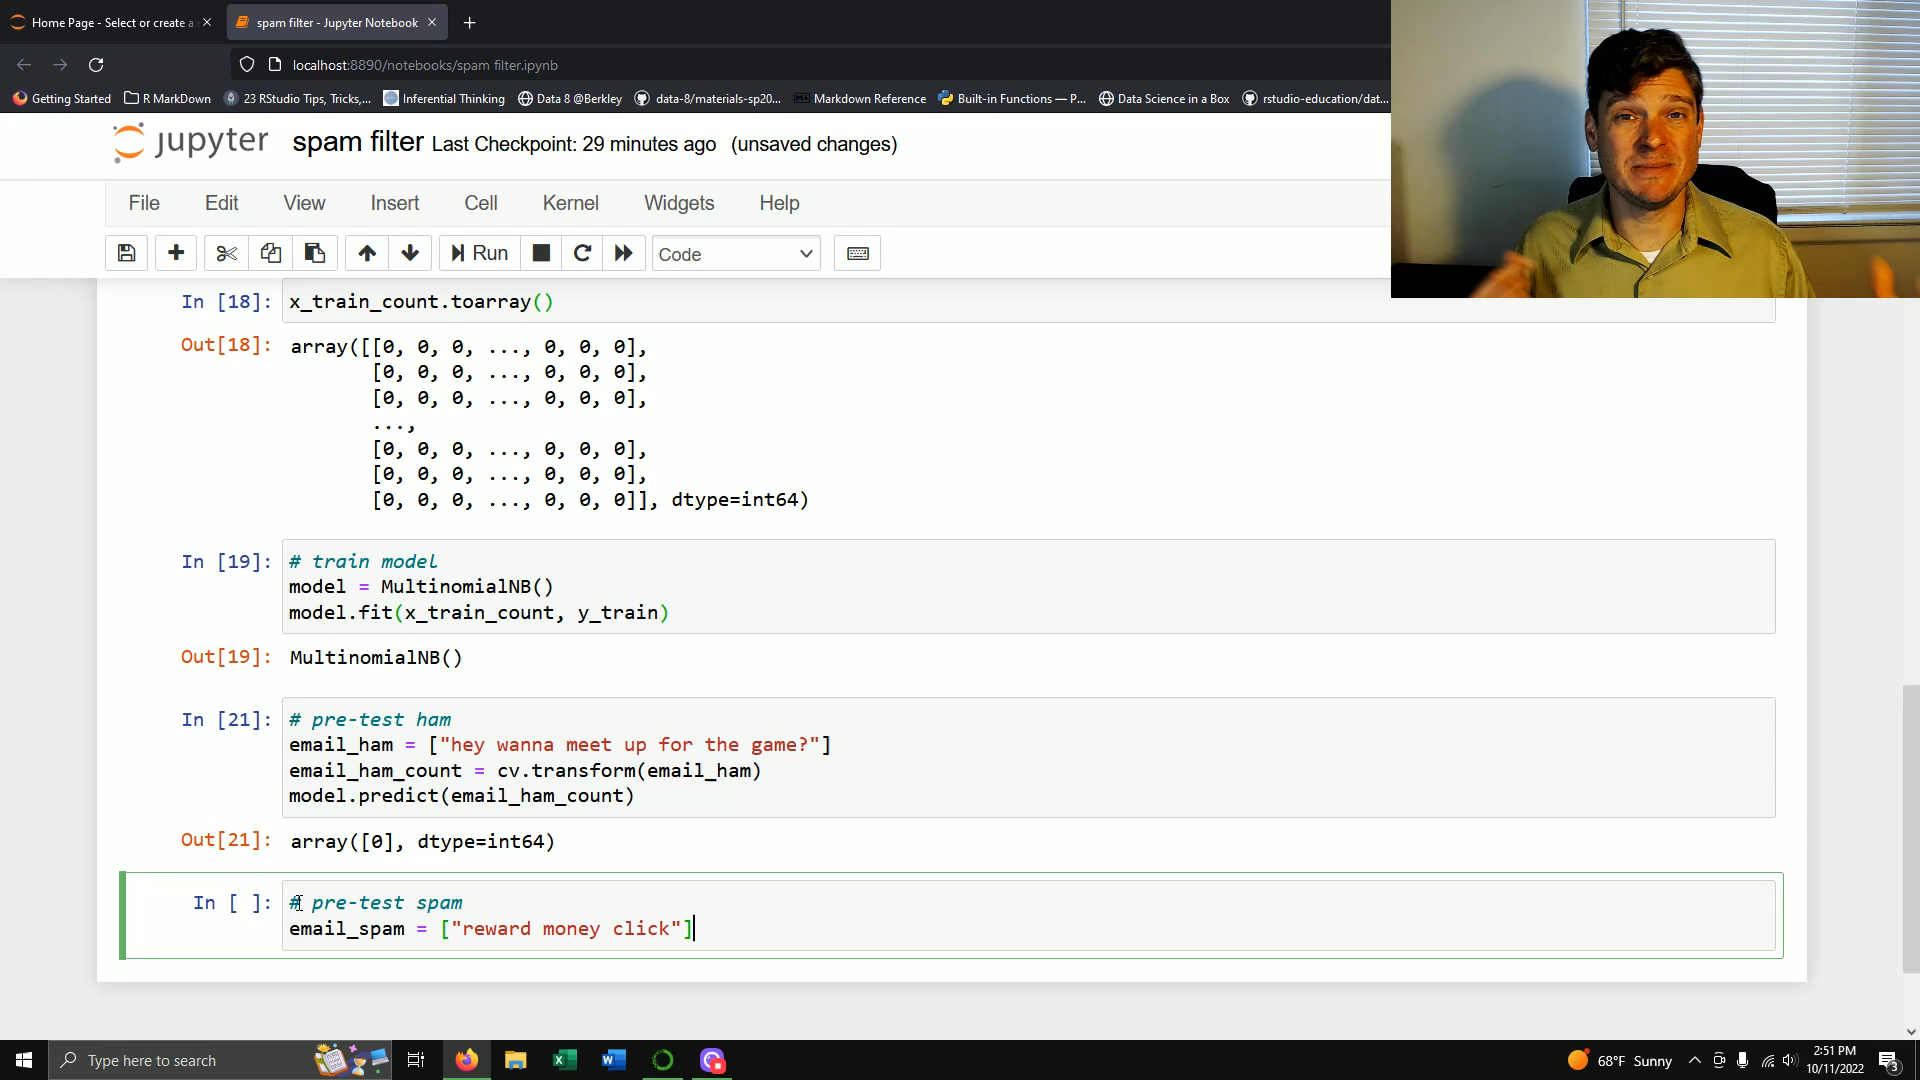 Home Page - Select or create a
spam filter - Jupyter Notebook
localhost:8890/notebooks/spam filter.ipynb
Getting Started
R MarkDown
23 RStudio Tips, Tricks,...
Inferential Thinking
Data 8 @Berkley
data-8/materials-sp20...
Markdown Reference
Built-in Functions — P...
Data Science in a Box
rstudio-education/dat...
jupyter spam filter Last Checkpoint: 29 minutes ago (unsaved changes)
File Edit View Insert Cell Kernel Widgets Help
Run Code
In [18]: x_train_count.toarray()
Out[18]: array([[0, 0, 0, ..., 0, 0, 0],
[0, 0, 0, ..., 0, 0, 0],
[0, 0, 0, ..., 0, 0, 0],
...,
[0, 0, 0, ..., 0, 0, 0],
[0, 0, 0, ..., 0, 0, 0],
[0, 0, 0, ..., 0, 0, 0]], dtype=int64)
In [19]: # train model
model = MultinomialNB()
model.fit(x_train_count, y_train)
Out[19]: MultinomialNB()
In [21]: # pre-test ham
email_ham = ["hey wanna meet up for the game?"]
email_ham_count = cv.transform(email_ham)
model.predict(email_ham_count)
Out[21]: array([0], dtype=int64)
In [ ]: # pre-test spam
email_spam = ["reward money click"]
Type here to search
68°F Sunny
2:51 PM
10/11/2022
3